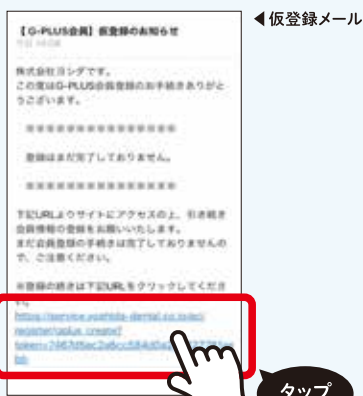 ◀仮登録メール
【G-PLUS会員】仮登録のお知らせ
株式会社ヨシダです。
この度はG-PLUS会員登録のお手続きありがと
うございます。
※※※※※※※※※※※※※※※
登録はまだ完了しておりません。
※※※※※※※※※※※※※※※
下記URLよりサイトにアクセスの上、引き続き
会員情報の登録をお願いいたします。
まだ会員登録の手続きは完了しておりませんの
で、ご注意ください。
※登録の続きは下記URLをクリックしてくださ
い。
https://service.yoshida-dental.co.jp/ec/
register/gplus_create?
タップ